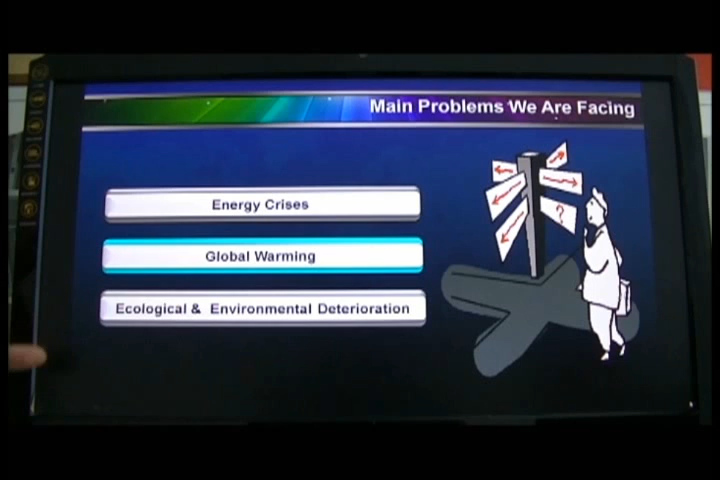 Main Problems We Are Facing
Energy Crises
Global Warming
?
Ecological & Environmental Deterioration